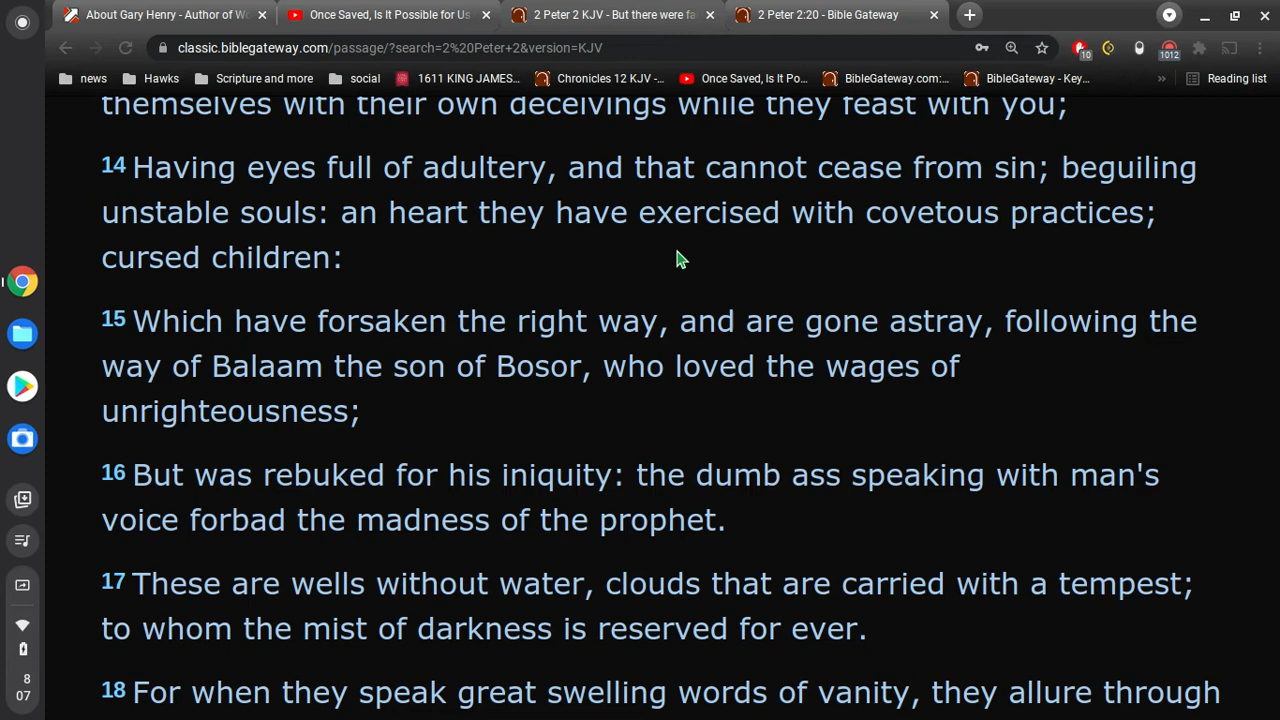 About Gary Henry - Author of Wo
Once Saved, Is It Possible for Us
2 Peter 2 KJV - But there were fa
2 Peter 2:20 - Bible Gateway
classic.biblegateway.com/passage/?search=2%20Peter+2&version=KJV
10
1012
news
Hawks
Scripture and more
social
1611 KING JAMES...
Chronicles 12 KJV -...
Once Saved, Is It Po...
BibleGateway.com:...
BibleGateway - Key...
»
Reading list
themselves with their own deceivings while they feast with you;
14 Having eyes full of adultery, and that cannot cease from sin; beguiling
unstable souls: an heart they have exercised with covetous practices;
cursed children:
15 Which have forsaken the right way, and are gone astray, following the
way of Balaam the son of Bosor, who loved the wages of
unrighteousness;
16 But was rebuked for his iniquity: the dumb ass speaking with man's
voice forbad the madness of the prophet.
17 These are wells without water, clouds that are carried with a tempest;
to whom the mist of darkness is reserved for ever.
18 For when they speak great swelling words of vanity, they allure through
8
07